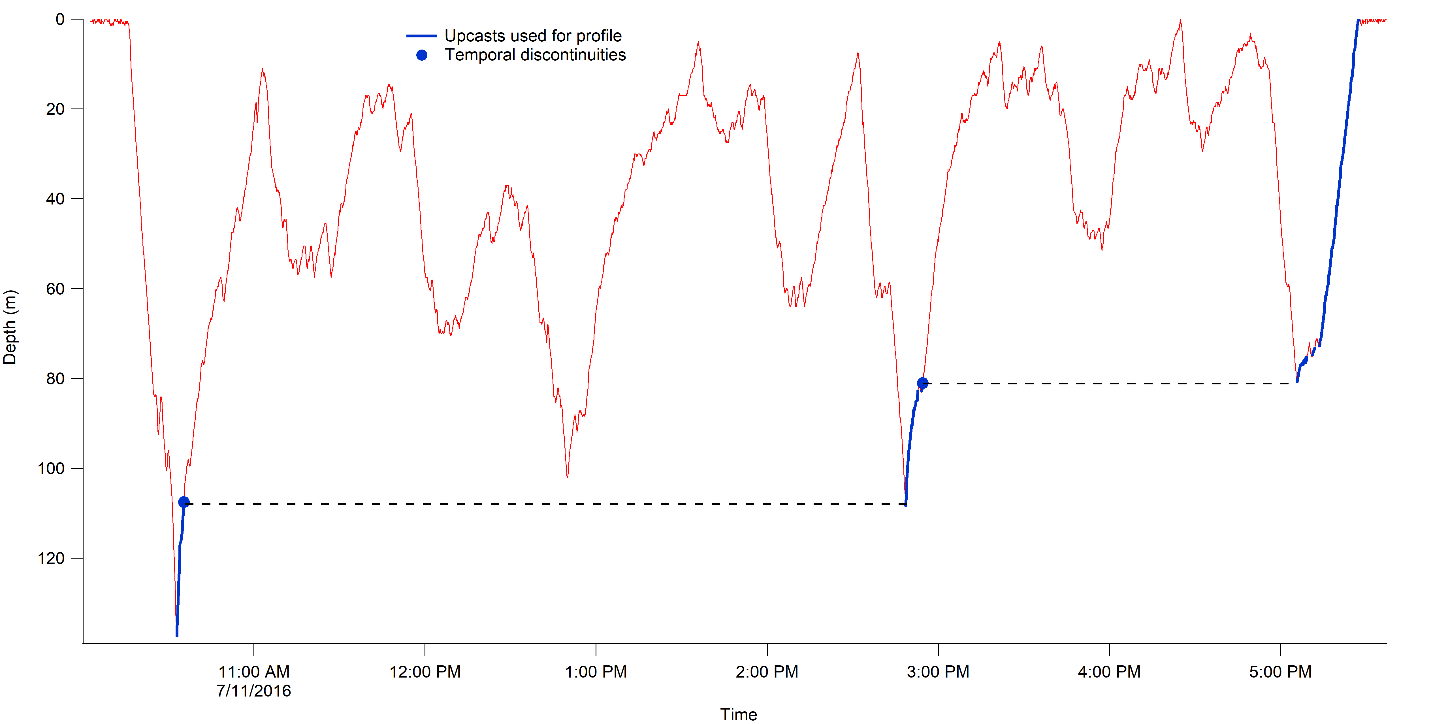 Upcasts used for profile
Temporal discontinuities
0
20
40
60
80
100
120
Depth (m)
11:00 AM 12:00 PM 1:00 PM 2:00 PM 3:00 PM 4:00 PM 5:00 PM
7/11/2016
Time